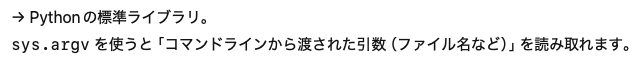 → Pythonの標準ライブラリ。
sys.argv を使うと「コマンドラインから渡された引数（ファイル名など）」を読み取れます。